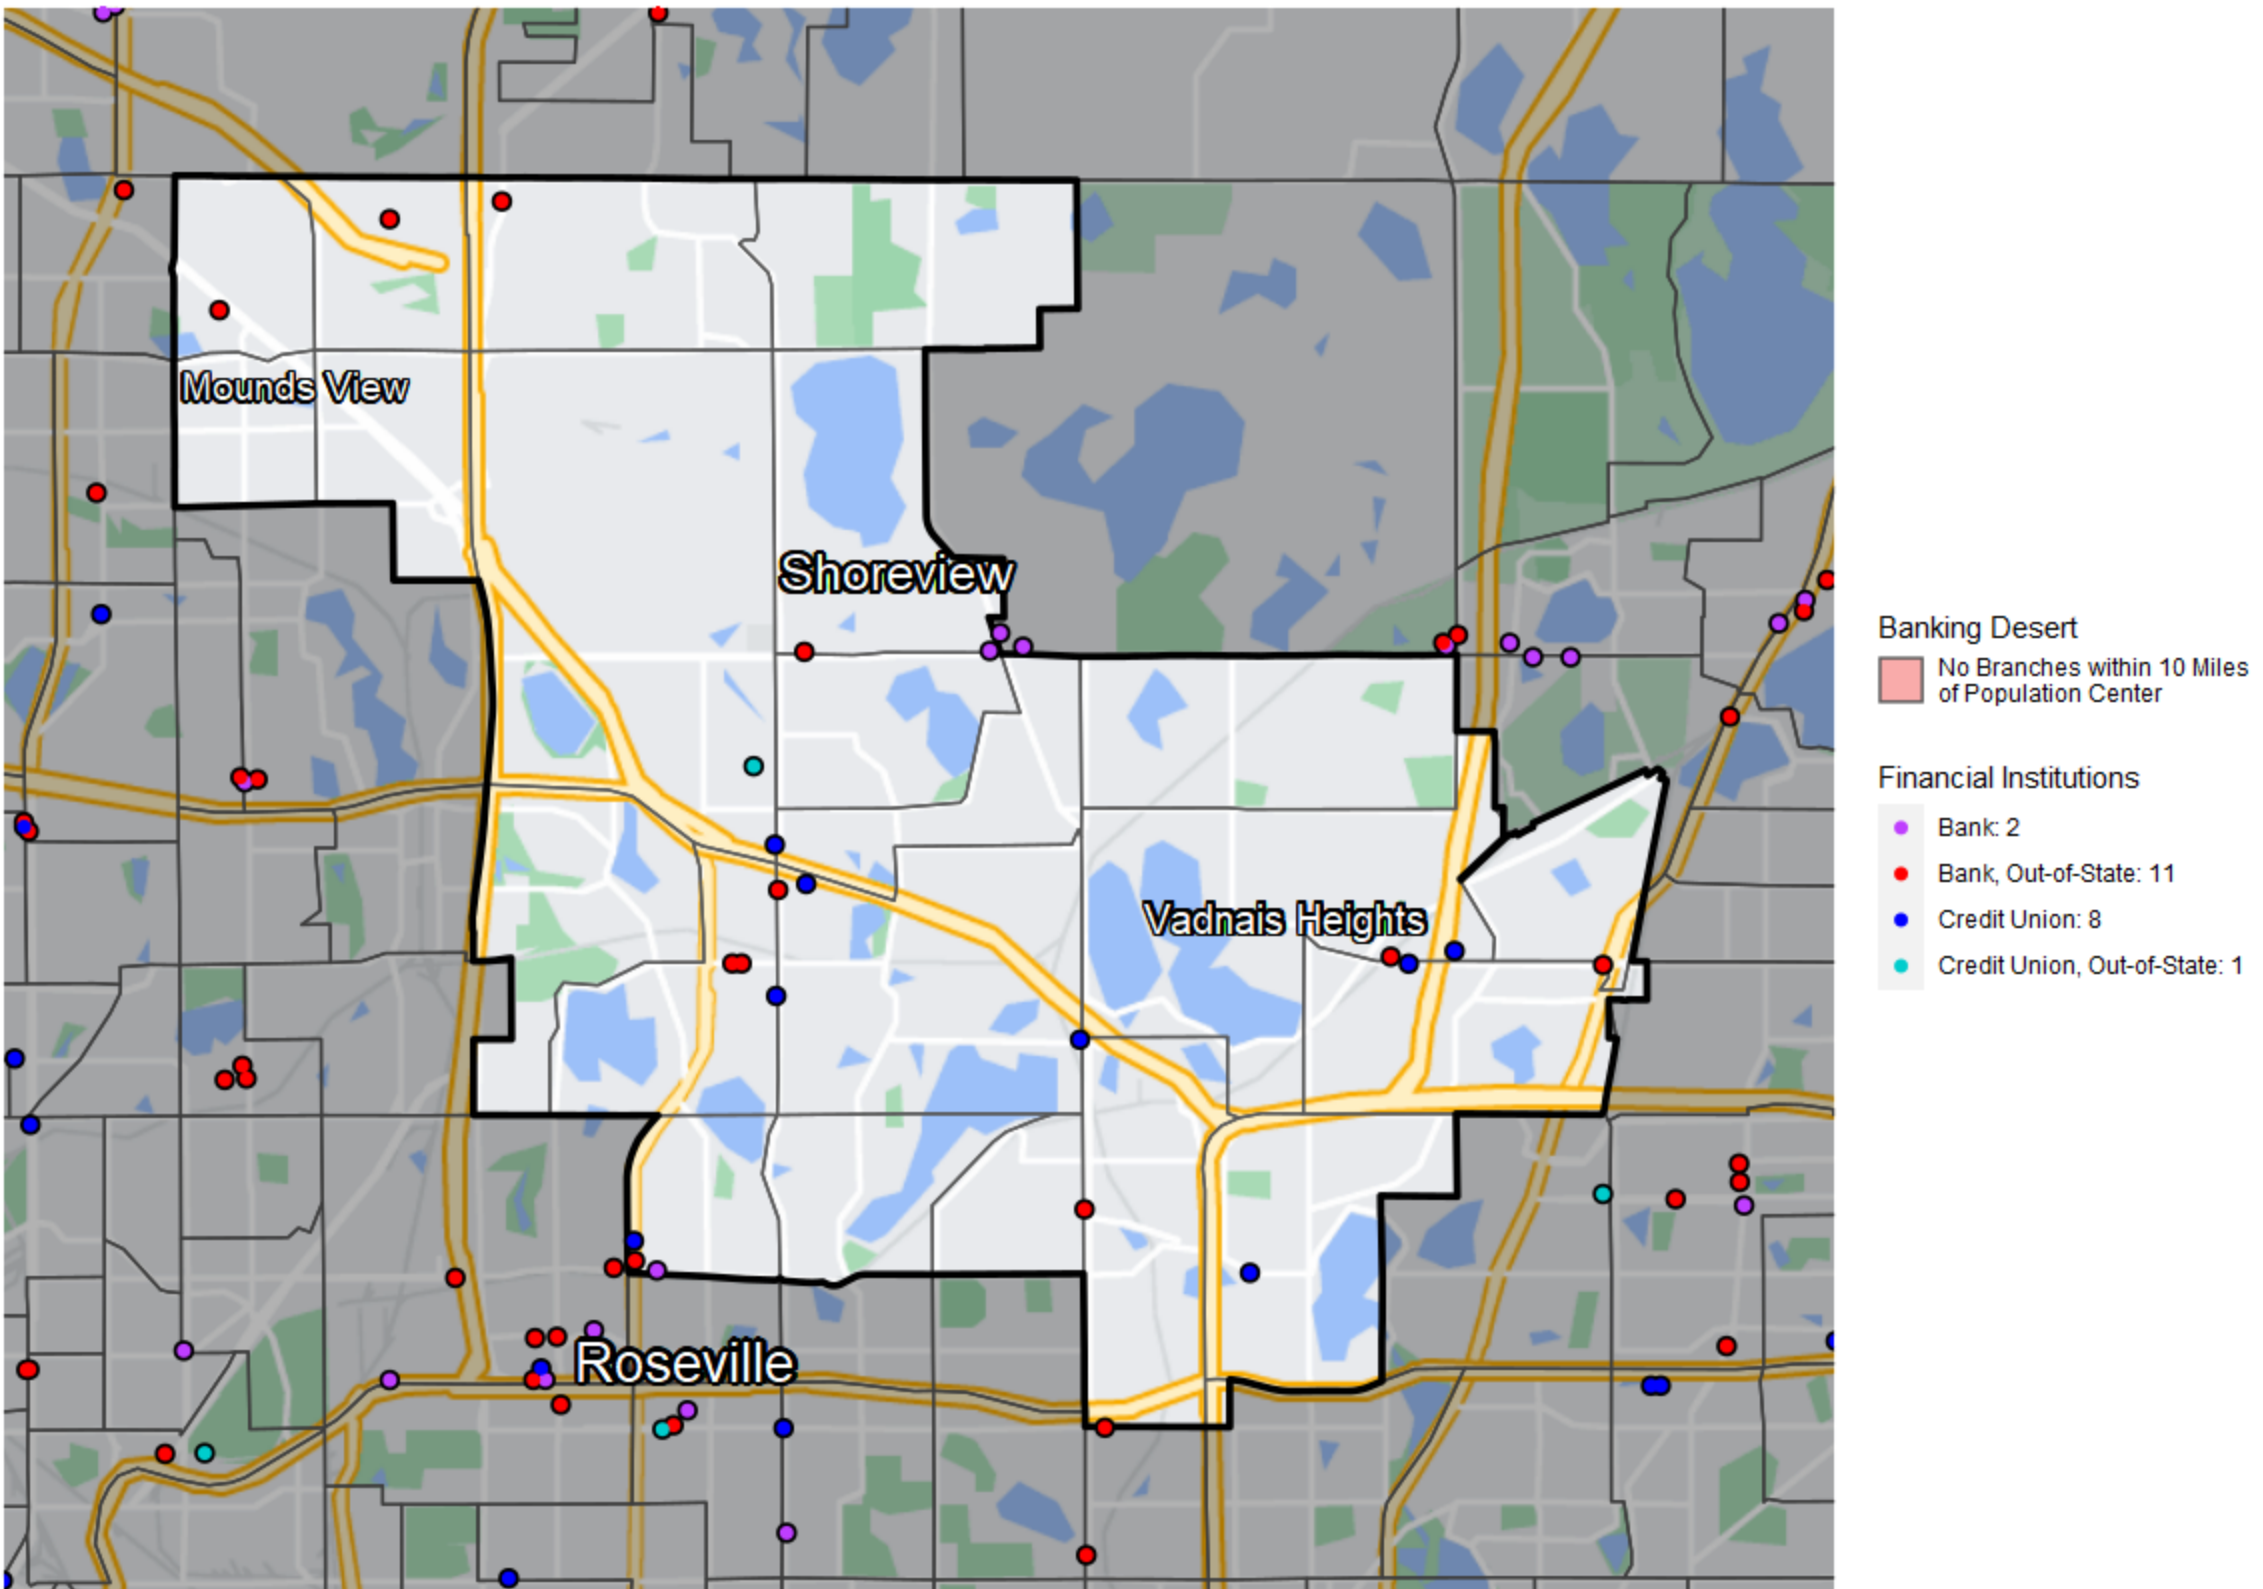 Mounds View
Shoreview
Vadnais Heights
Roseville
Banking Desert
No Branches within 10 Miles
of Population Center
Financial Institutions
Bank: 2
Bank, Out-of-State: 11
Credit Union: 8
Credit Union, Out-of-State: 1